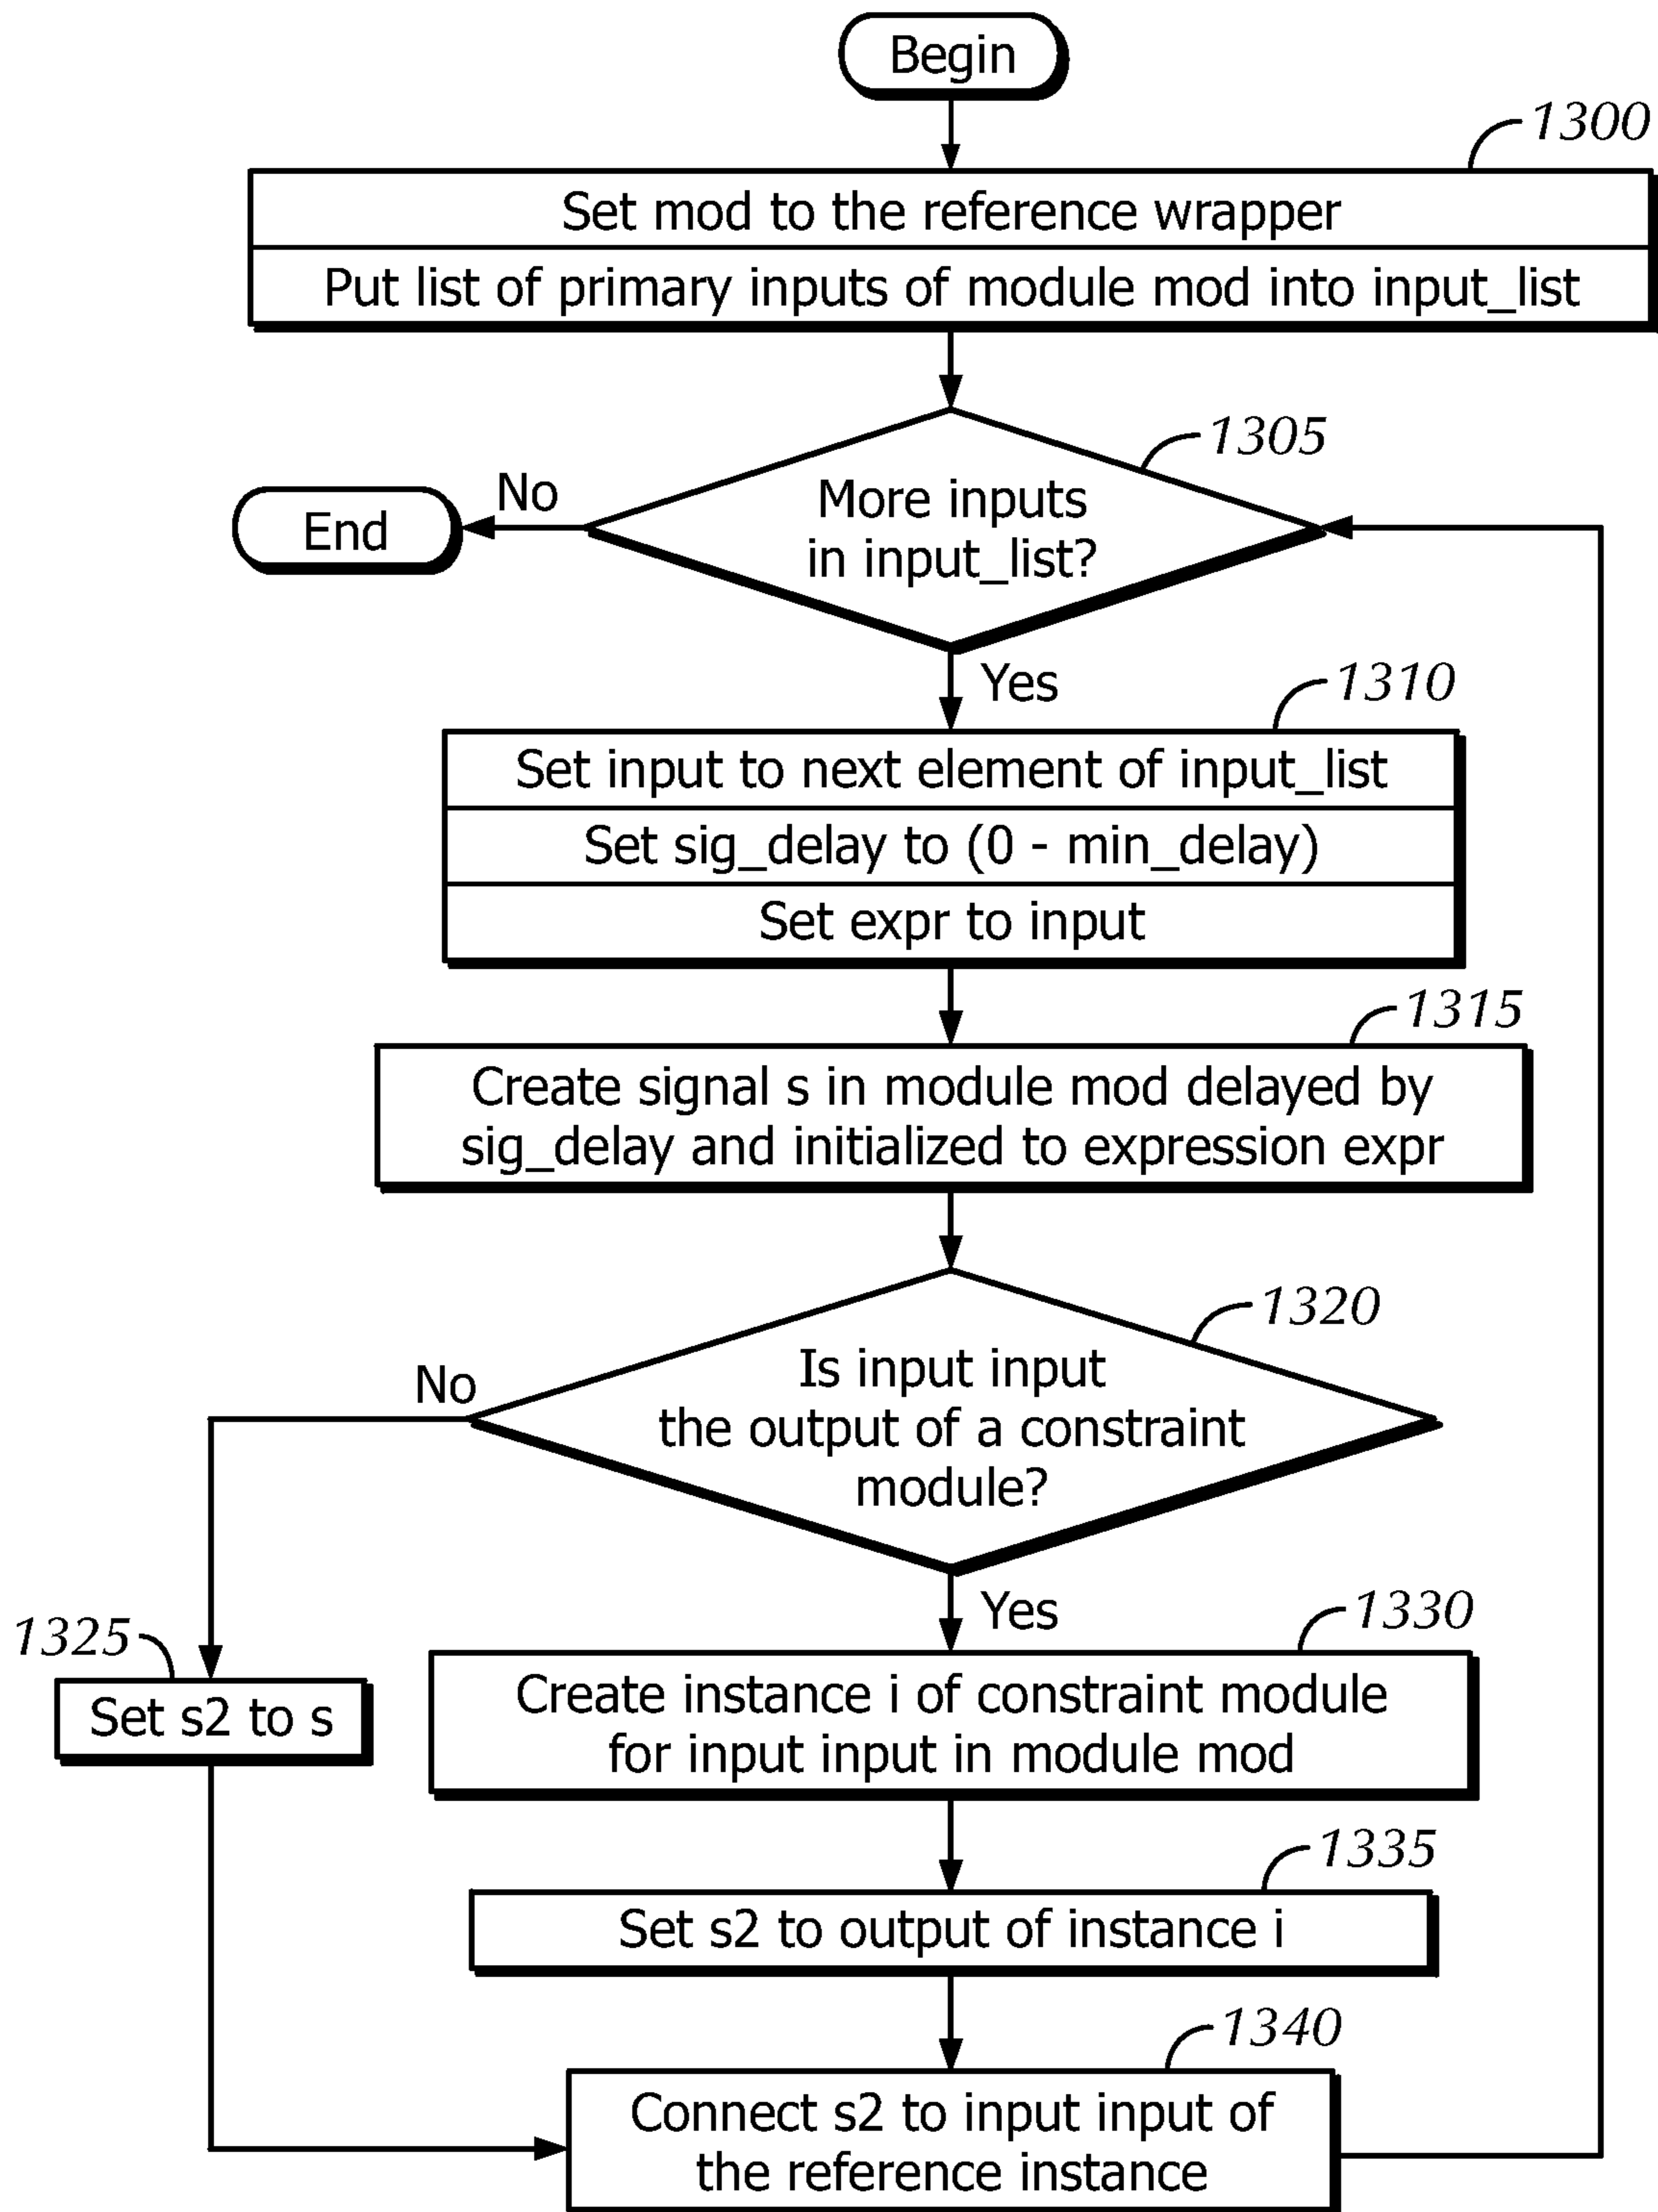 Begin
1300
Set mod to the reference wrapper
Put list of primary inputs of module mod into input_list
1305
More inputs
in input_list?
No
End
Yes
1310
Set input to next element of input_list
Set sig_delay to (0 - min_delay)
Set expr to input
1315
Create signal s in module mod delayed by
sig_delay and initialized to expression expr
1320
Is input input
the output of a constraint
module?
No
Yes
1325
Set s2 to s
1330
Create instance i of constraint module
for input input in module mod
1335
Set s2 to output of instance i
1340
Connect s2 to input input of
the reference instance